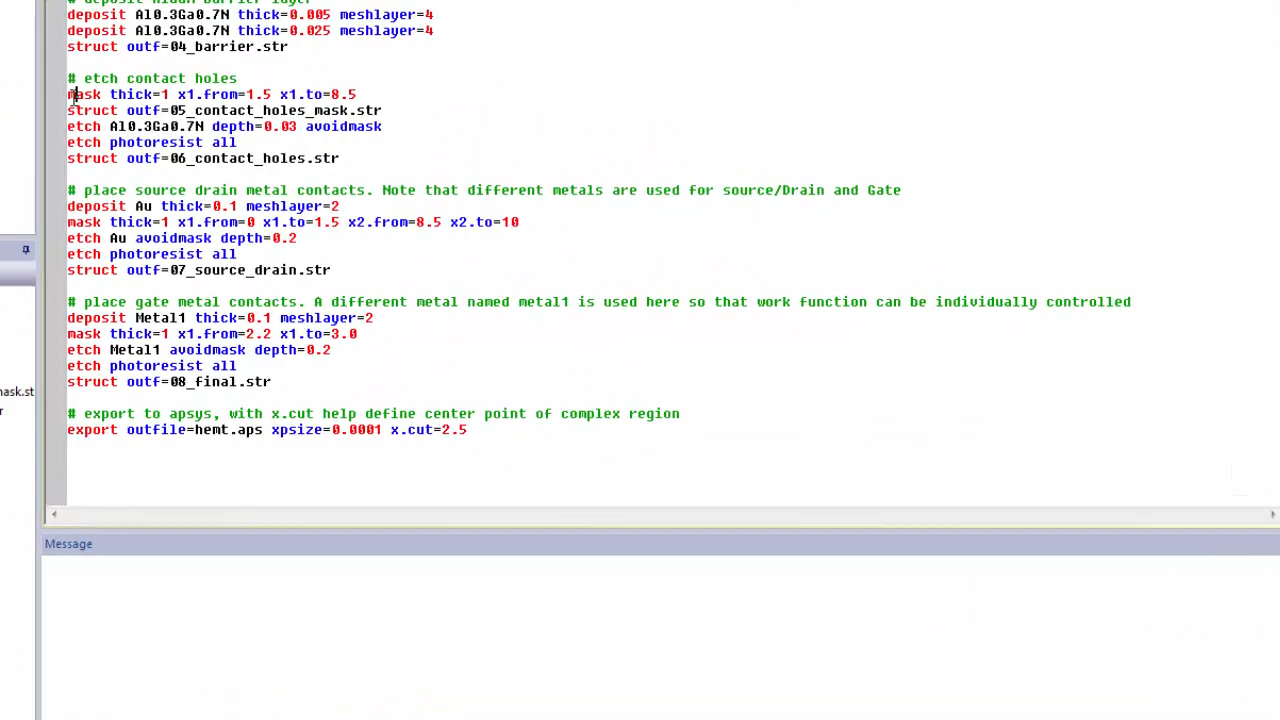 # deposit AlGaN barrier layer
deposit Al0.3Ga0.7N thick=0.005 meshlayer=4
deposit Al0.3Ga0.7N thick=0.025 meshlayer=4
struct outf=04_barrier.str
# etch contact holes
mask thick=1 x1.from=1.5 x1.to=8.5
struct outf=05_contact_holes_mask.str
etch Al0.3Ga0.7N depth=0.03 avoidmask
etch photoresist all
struct outf=06_contact_holes.str
# place source drain metal contacts. Note that different metals are used for source/Drain and Gate
deposit Au thick=0.1 meshlayer=2
mask thick=1 x1.from=0 x1.to=1.5 x2.from=8.5 x2.to=10
etch Au avoidmask depth=0.2
etch photoresist all
struct outf=07_source_drain.str
# place gate metal contacts. A different metal named metal1 is used here so that work function can be individually controlled
deposit Metal1 thick=0.1 meshlayer=2
mask thick=1 x1.from=2.2 x1.to=3.0
etch Metal1 avoidmask depth=0.2
etch photoresist all
struct outf=08_final.str
mask.st
r
# export to apsys, with x.cut help define center point of complex region
export outfile=hemt.aps xpsize=0.0001 x.cut=2.5
Message